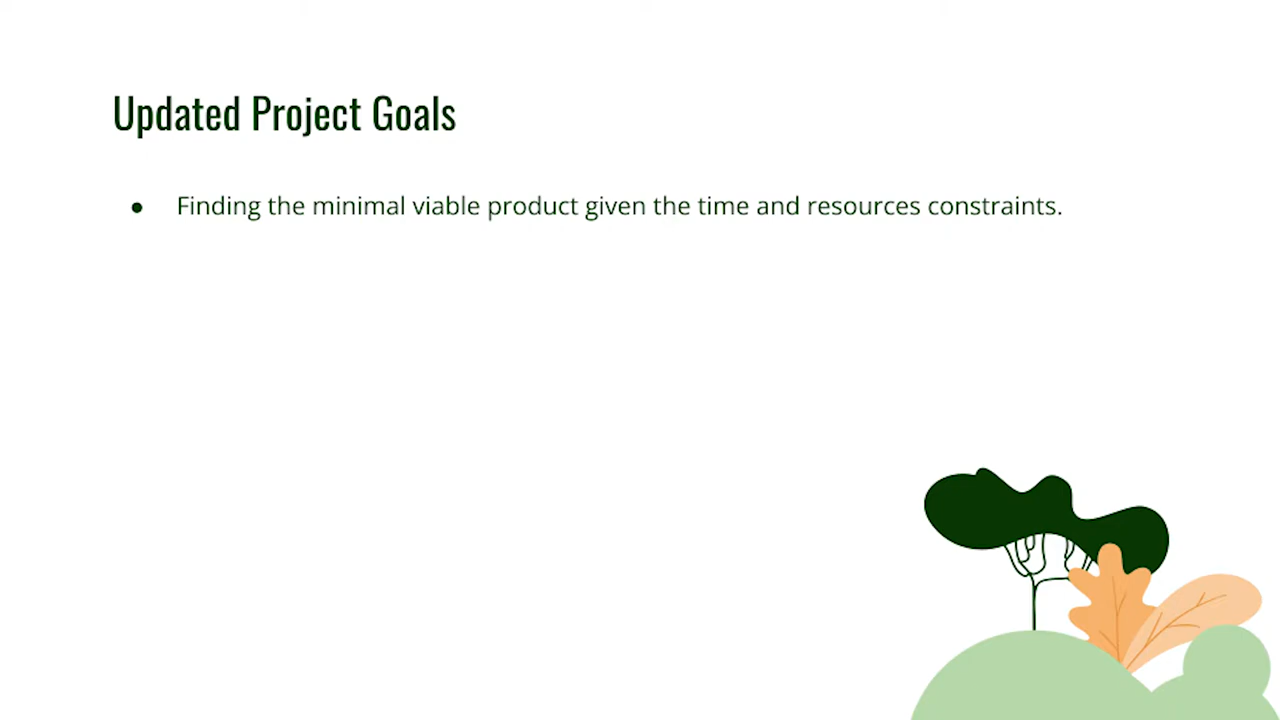 Updated Project Goals
● Finding the minimal viable product given the time and resources constraints.